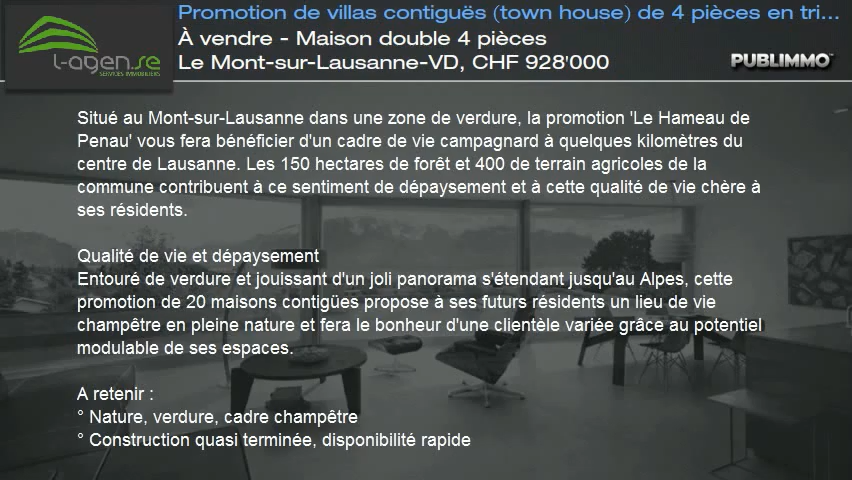 Promotion de villas contiguës (town house) de 4 pièces en tri...
À vendre - Maison double 4 pièces
Le Mont-sur-Lausanne-VD, CHF 928'000
l-agen.se
SERVICES IMMOBILIERS
PUBLIMMO
Situé au Mont-sur-Lausanne dans une zone de verdure, la promotion 'Le Hameau de
Penau' vous fera bénéficier d'un cadre de vie campagnard à quelques kilomètres du
centre de Lausanne. Les 150 hectares de forêt et 400 de terrain agricoles de la
commune contribuent à ce sentiment de dépaysement et à cette qualité de vie chère à
ses résidents.
Qualité de vie et dépaysement
Entouré de verdure et jouissant d'un joli panorama s'étendant jusqu'au Alpes, cette
promotion de 20 maisons contigües propose à ses futurs résidents un lieu de vie
champêtre en pleine nature et fera le bonheur d'une clientèle variée grâce au potentiel
modulable de ses espaces.
A retenir :
° Nature, verdure, cadre champêtre
° Construction quasi terminée, disponibilité rapide